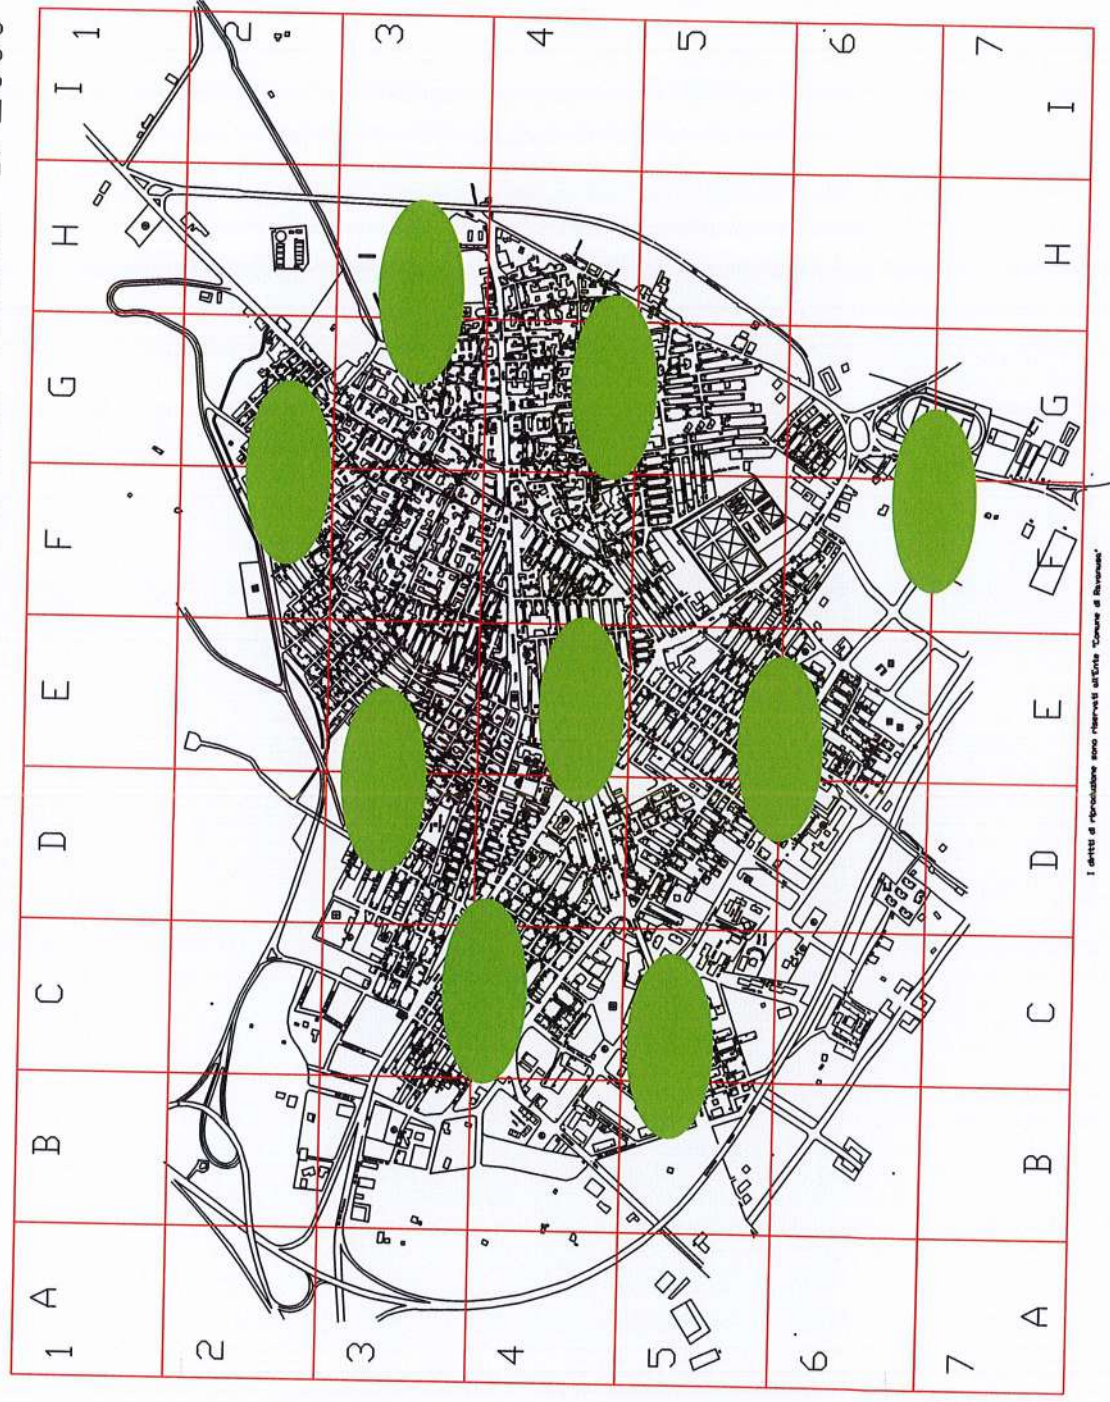 1 2 3 4 5 6 7
I I
H H
G G
F F
E E
D D
C C
B B
A A
1 2 3 4 5 6 7
I diritti di riproduzione sono riservati all'Ente "Comune di Ravanusa"